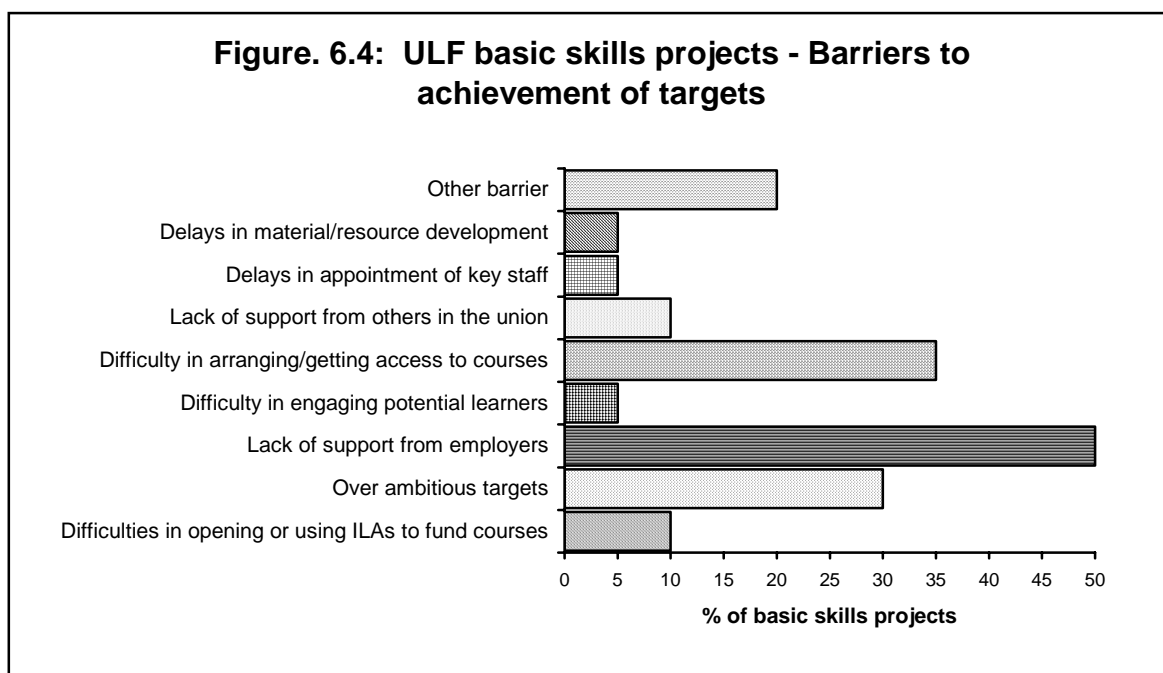 Figure. 6.4:  ULF basic skills projects - Barriers to
achievement of targets
Other barrier
Delays in material/resource development
Delays in appointment of key staff
Lack of support from others in the union
Difficulty in arranging/getting access to courses
Difficulty in engaging potential learners
Lack of support from employers
Over ambitious targets
Difficulties in opening or using ILAs to fund courses
0 5 10 15 20 25 30 35 40 45 50
% of basic skills projects